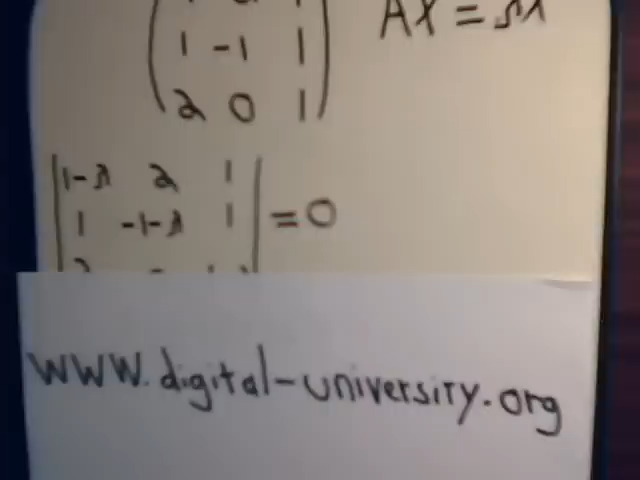 AX = λX
1 -1 1
2 0 1
1-λ 2 1
1 -1-λ 1 = 0
www.digital-university.org